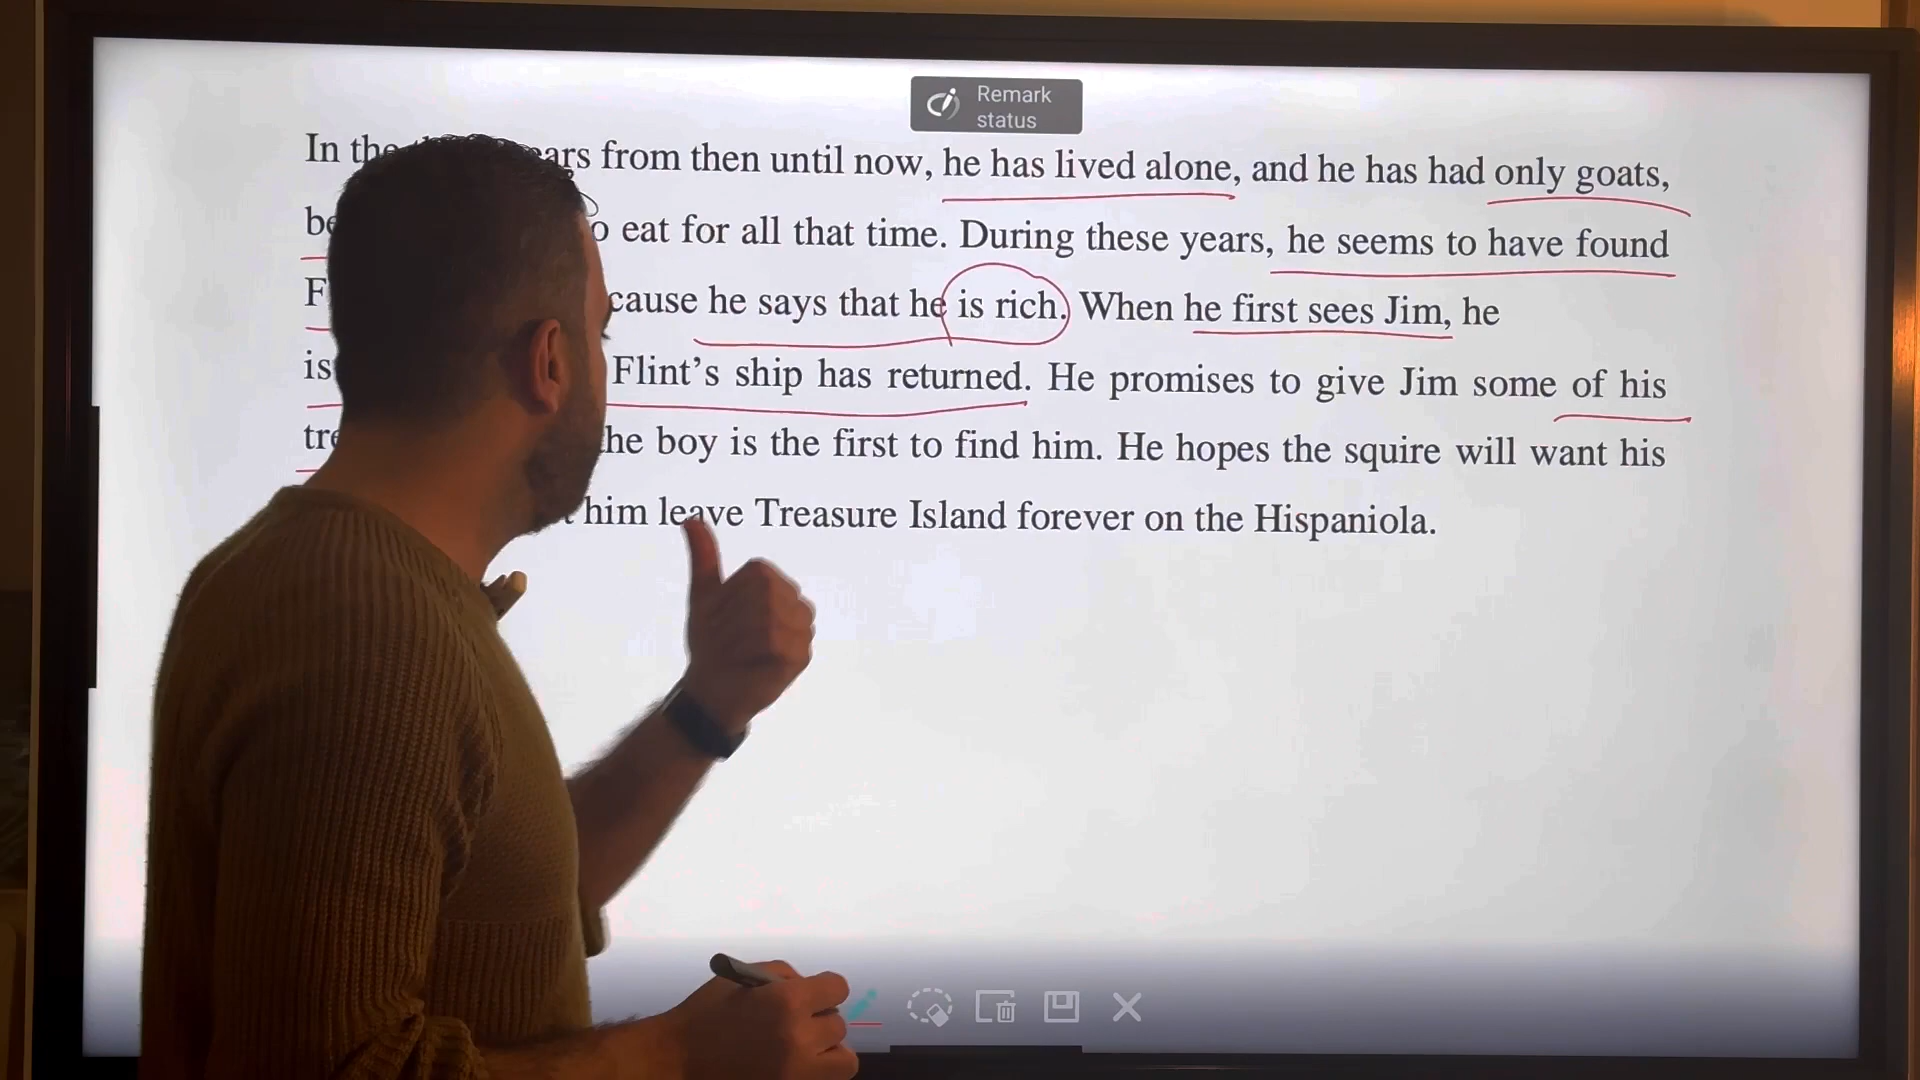 Remark
status
In the ears from then until now, he has lived alone, and he has had only goats,
eat for all that time. During these years, he seems to have found
he says that he is rich. When he first sees Jim, he
is Flint's ship has returned. He promises to give Jim some of his
the boy is the first to find him. He hopes the squire will want his
him leave Treasure Island forever on the Hispaniola.